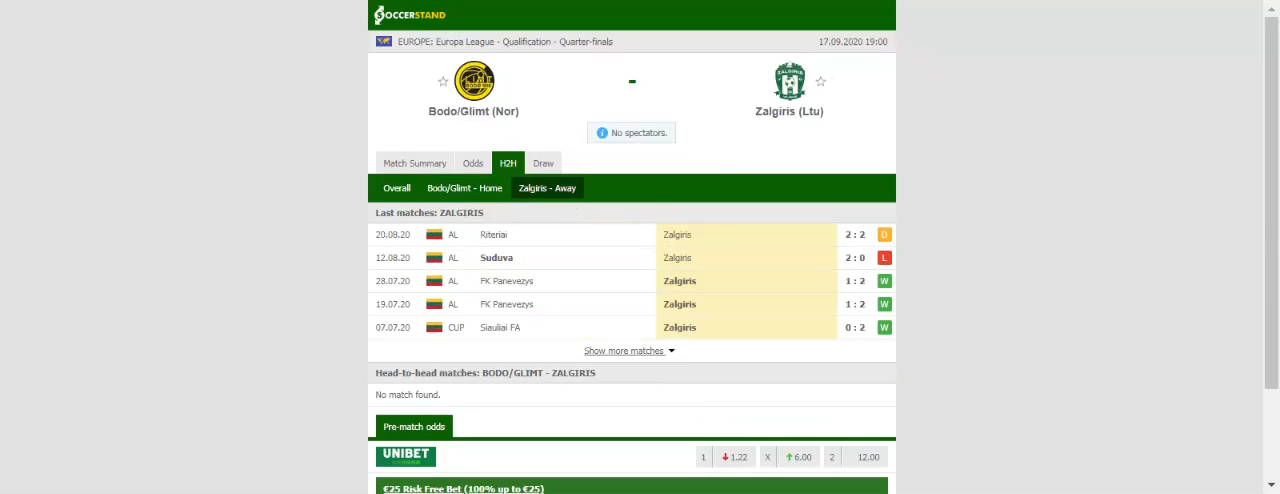 SOCCERSTAND
EUROPE: Europa League - Qualification - Quarter-finals 17.09.2020 19:00
-
Bodo/Glimt (Nor) Zalgiris (Ltu)
No spectators.
Match Summary Odds H2H Draw
Overall Bodo/Glimt - Home Zalgiris - Away
Last matches: ZALGIRIS
20.08.20 AL Riteriai Zalgiris 2 : 2 D
12.08.20 AL Suduva Zalgiris 2 : 0 L
28.07.20 AL FK Panevezys Zalgiris 1 : 2 W
19.07.20 AL FK Panevezys Zalgiris 1 : 2 W
07.07.20 CUP Siauliai FA Zalgiris 0 : 2 W
Show more matches
Head-to-head matches: BODO/GLIMT - ZALGIRIS
No match found.
Pre-match odds
UNIBET 1 1.22 X 6.00 2 12.00
€25 Risk Free Bet (100% up to €25)